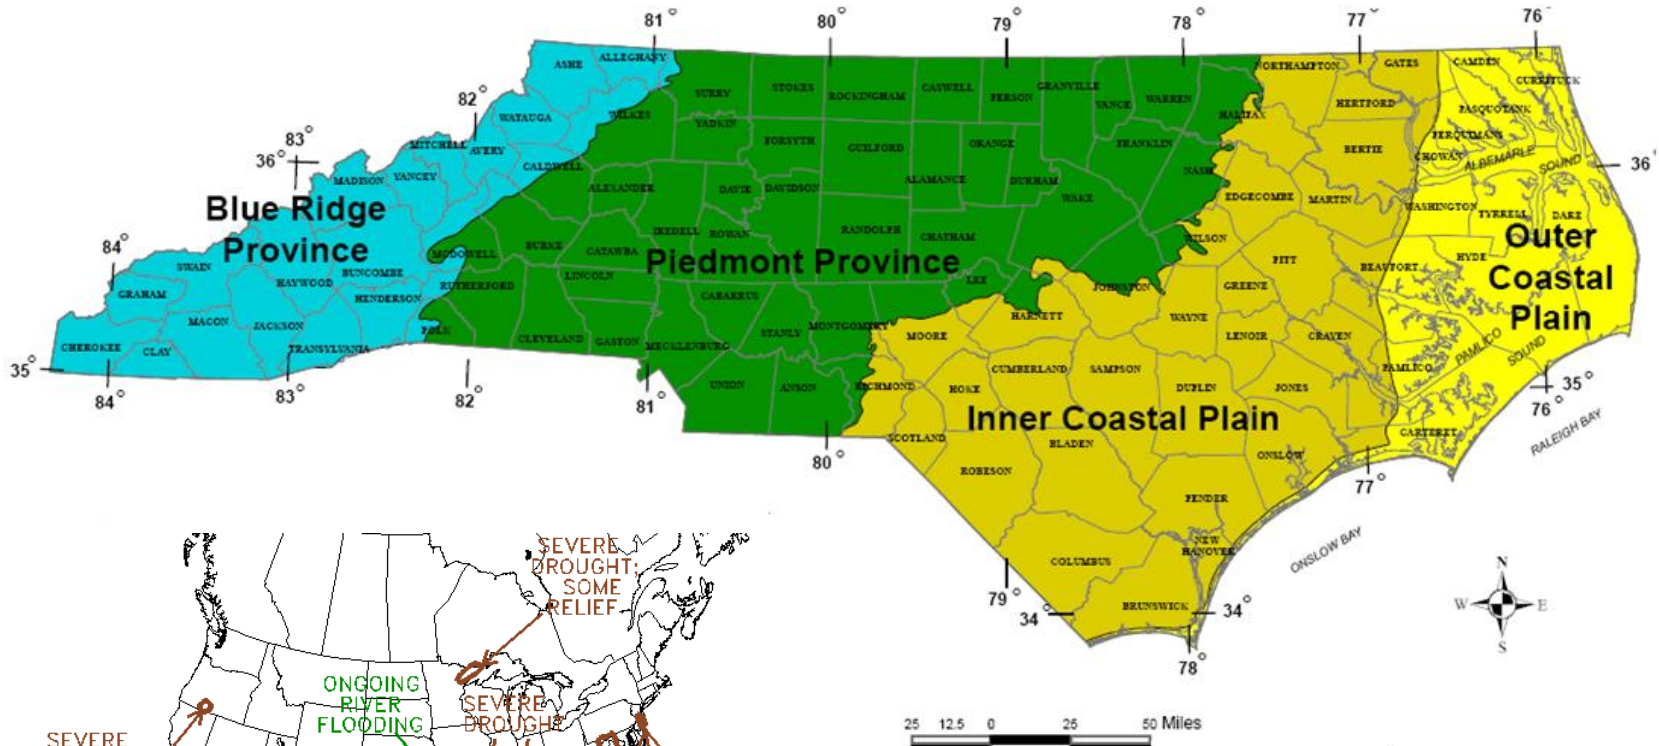 81°
80°
79°
78
77°
76°
ALLEGHANY
ASHE
NORTHAMPTON
GATES
CAMDEN
CURRITUCK
SURRY
STOKES
ROCKINGHAM
CASWELL
PERSON
GRANVILLE
VANCE
WARREN
HERTFORD
82°
WATAUGA
WILKES
YADKIN
HALIFAX
PASQUOTANK
83°
36°
MITCHELL
AVERY
FORSYTH
GUILFORD
ORANGE
FRANKLIN
BERTIE
PERQUIMANS
CHOWAN
ALBEMARLE SOUND
36°
MADISON
YANCEY
CALDWELL
ALEXANDER
DAVIE
DAVIDSON
ALAMANCE
DURHAM
WAKE
NASH
EDGECOMBE
MARTIN
WASHINGTON
TYRRELL
DARE
Blue Ridge
Province
84°
MCDOWELL
BURKE
CATAWBA
IREDELL
ROWAN
RANDOLPH
CHATHAM
WILSON
PITT
BEAUFORT
HYDE
Outer
Coastal
Plain
Piedmont Province
SWAIN
HAYWOOD
BUNCOMBE
RUTHERFORD
LINCOLN
CABARRUS
LEE
JOHNSTON
GREENE
GRAHAM
HENDERSON
MACON
JACKSON
POLK
CLEVELAND
GASTON
MECKLENBURG
STANLY
MONTGOMERY
MOORE
HARNETT
WAYNE
LENOIR
CRAVEN
PAMLICO SOUND
CHEROKEE
CLAY
TRANSYLVANIA
35°
84°
83°
82°
81°
UNION
ANSON
RICHMOND
HOKE
CUMBERLAND
SAMPSON
DUPLIN
JONES
PAMLICO
35°
76°
RALEIGH BAY
Inner Coastal Plain
80°
SCOTLAND
ROBESON
BLADEN
ONSLOW
CARTERET
77°
PENDER
NEW
HANOVER
ONSLOW BAY
COLUMBUS
79°
34°
BRUNSWICK
34°
78°
N
W
E
S
SEVERE
DROUGHT;
SOME
RELIEF
ONGOING
RIVER
FLOODING
SEVERE
DROUGHT
SEVERE
25 12.5 0 25 50 Miles